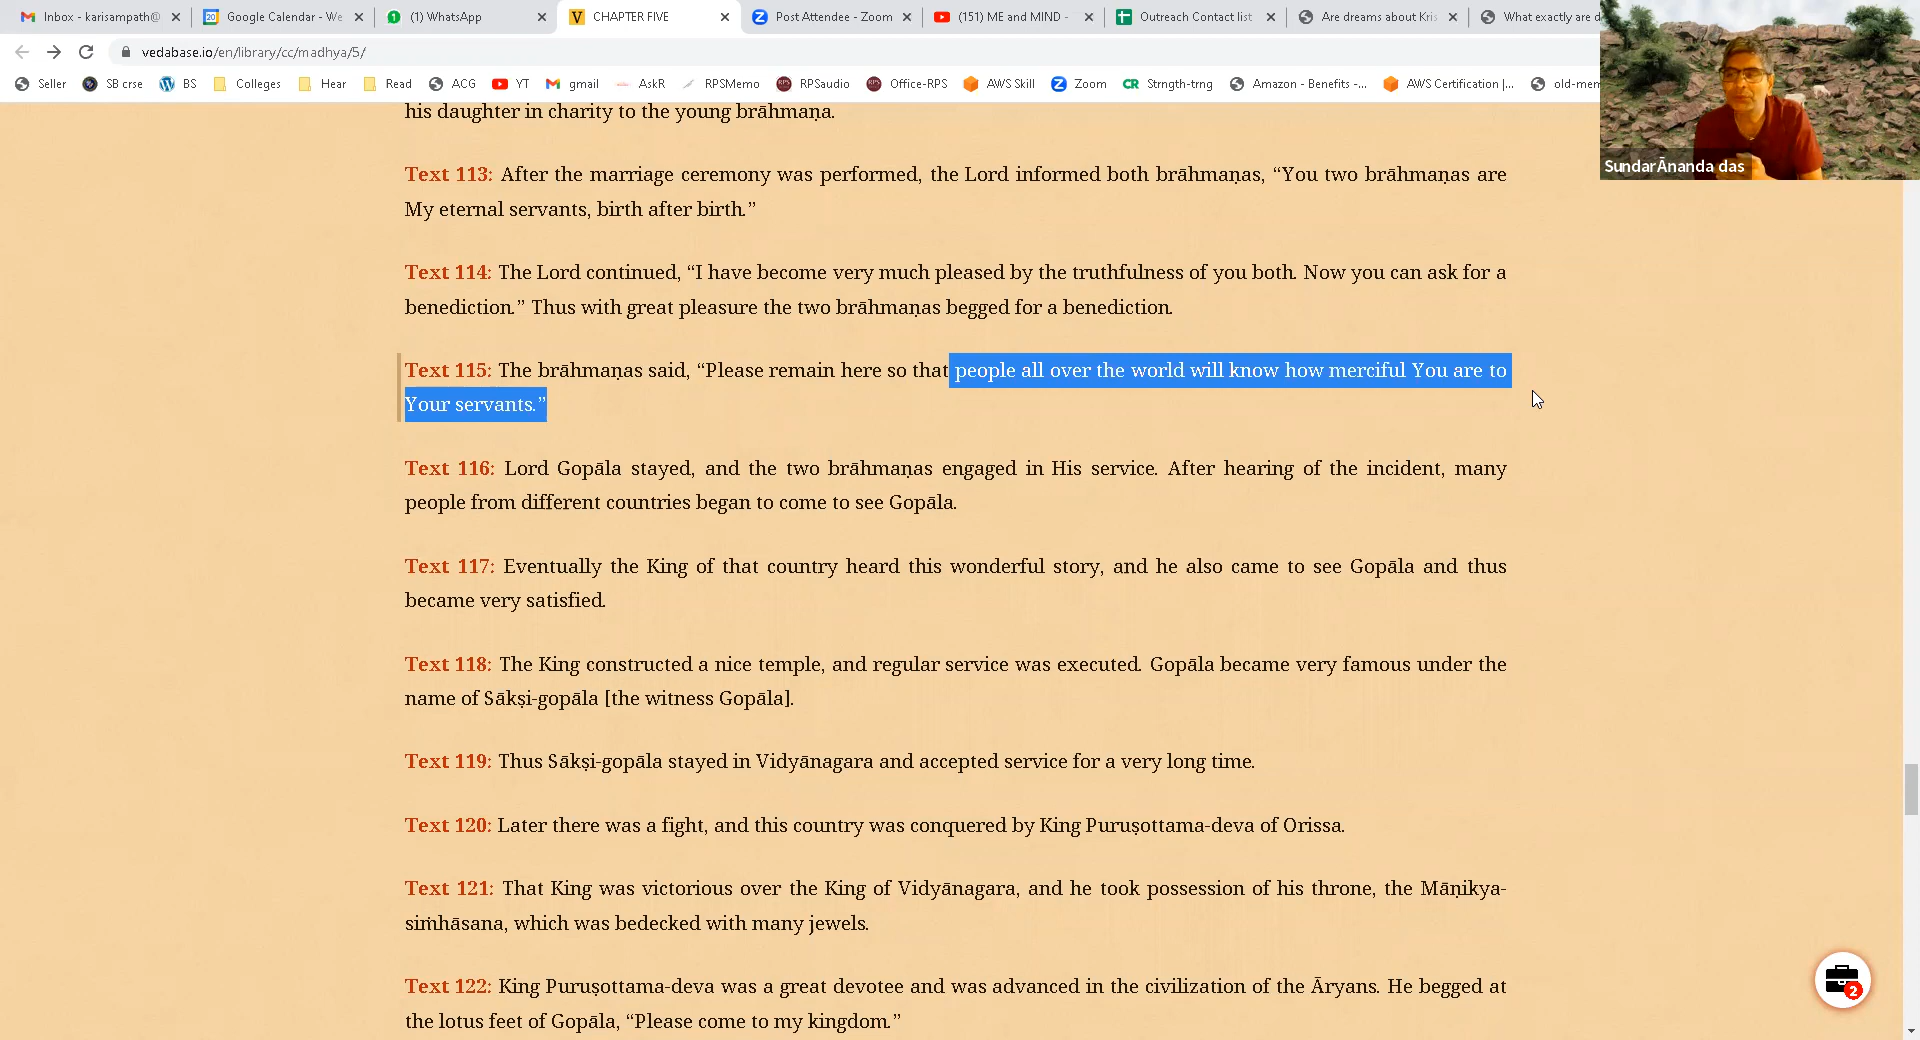 Inbox - karisampath@
Google Calendar - We
(1) WhatsApp
CHAPTER FIVE
Post Attendee - Zoom
(151) ME and MIND -
Outreach Contact list
Are dreams about Kris
What exactly are d
vedabase.io/en/library/cc/madhya/5/
Seller SB crse BS Colleges Hear Read ACG YT gmail AskR RPSMemo RPSaudio Office-RPS AWS Skill Zoom Strngth-trng Amazon - Benefits -... AWS Certification |... old-mem
SundarĀnanda das
his daughter in charity to the young brāhmaṇa.
Text 113: After the marriage ceremony was performed, the Lord informed both brāhmaṇas, “You two brāhmaṇas are
My eternal servants, birth after birth.”
Text 114: The Lord continued, “I have become very much pleased by the truthfulness of you both. Now you can ask for a
benediction.” Thus with great pleasure the two brāhmaṇas begged for a benediction.
Text 115: The brāhmaṇas said, “Please remain here so that people all over the world will know how merciful You are to
Your servants.”
Text 116: Lord Gopāla stayed, and the two brāhmaṇas engaged in His service. After hearing of the incident, many
people from different countries began to come to see Gopāla.
Text 117: Eventually the King of that country heard this wonderful story, and he also came to see Gopāla and thus
became very satisfied.
Text 118: The King constructed a nice temple, and regular service was executed. Gopāla became very famous under the
name of Sākṣi-gopāla [the witness Gopāla].
Text 119: Thus Sākṣi-gopāla stayed in Vidyānagara and accepted service for a very long time.
Text 120: Later there was a fight, and this country was conquered by King Puruṣottama-deva of Orissa.
Text 121: That King was victorious over the King of Vidyānagara, and he took possession of his throne, the Māṇikya-
siṁhāsana, which was bedecked with many jewels.
Text 122: King Puruṣottama-deva was a great devotee and was advanced in the civilization of the Āryans. He begged at
the lotus feet of Gopāla, “Please come to my kingdom.”
2